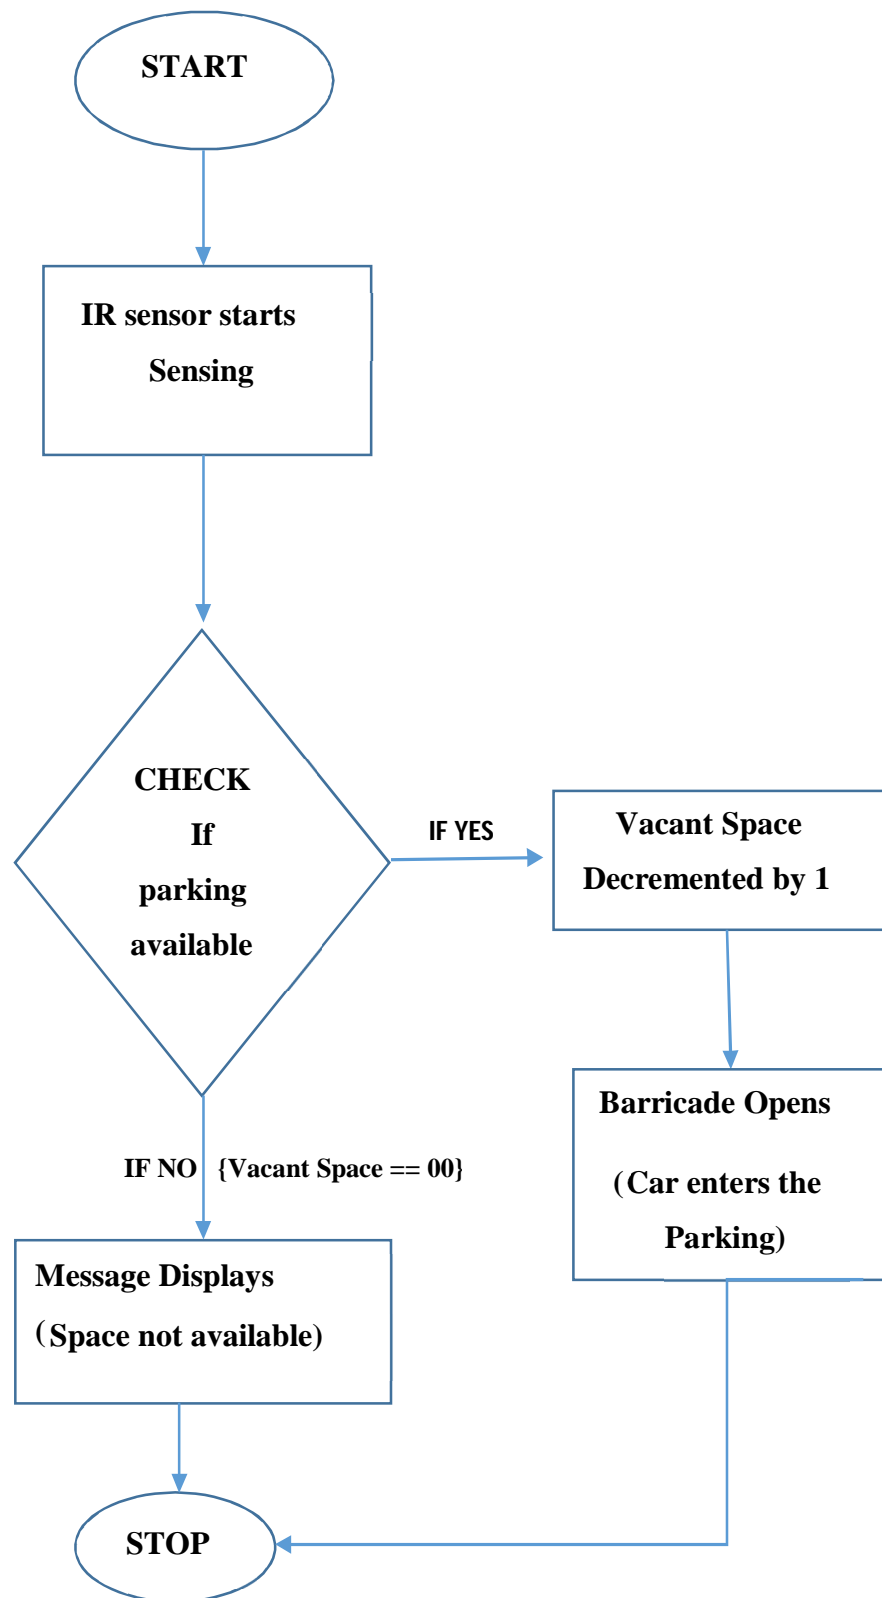 START
IR sensor starts
Sensing
CHECK
If
parking
available
IF YES
Vacant Space
Decremented by 1
Barricade Opens
(Car enters the
Parking)
IF NO {Vacant Space == 00}
Message Displays
(Space not available)
STOP